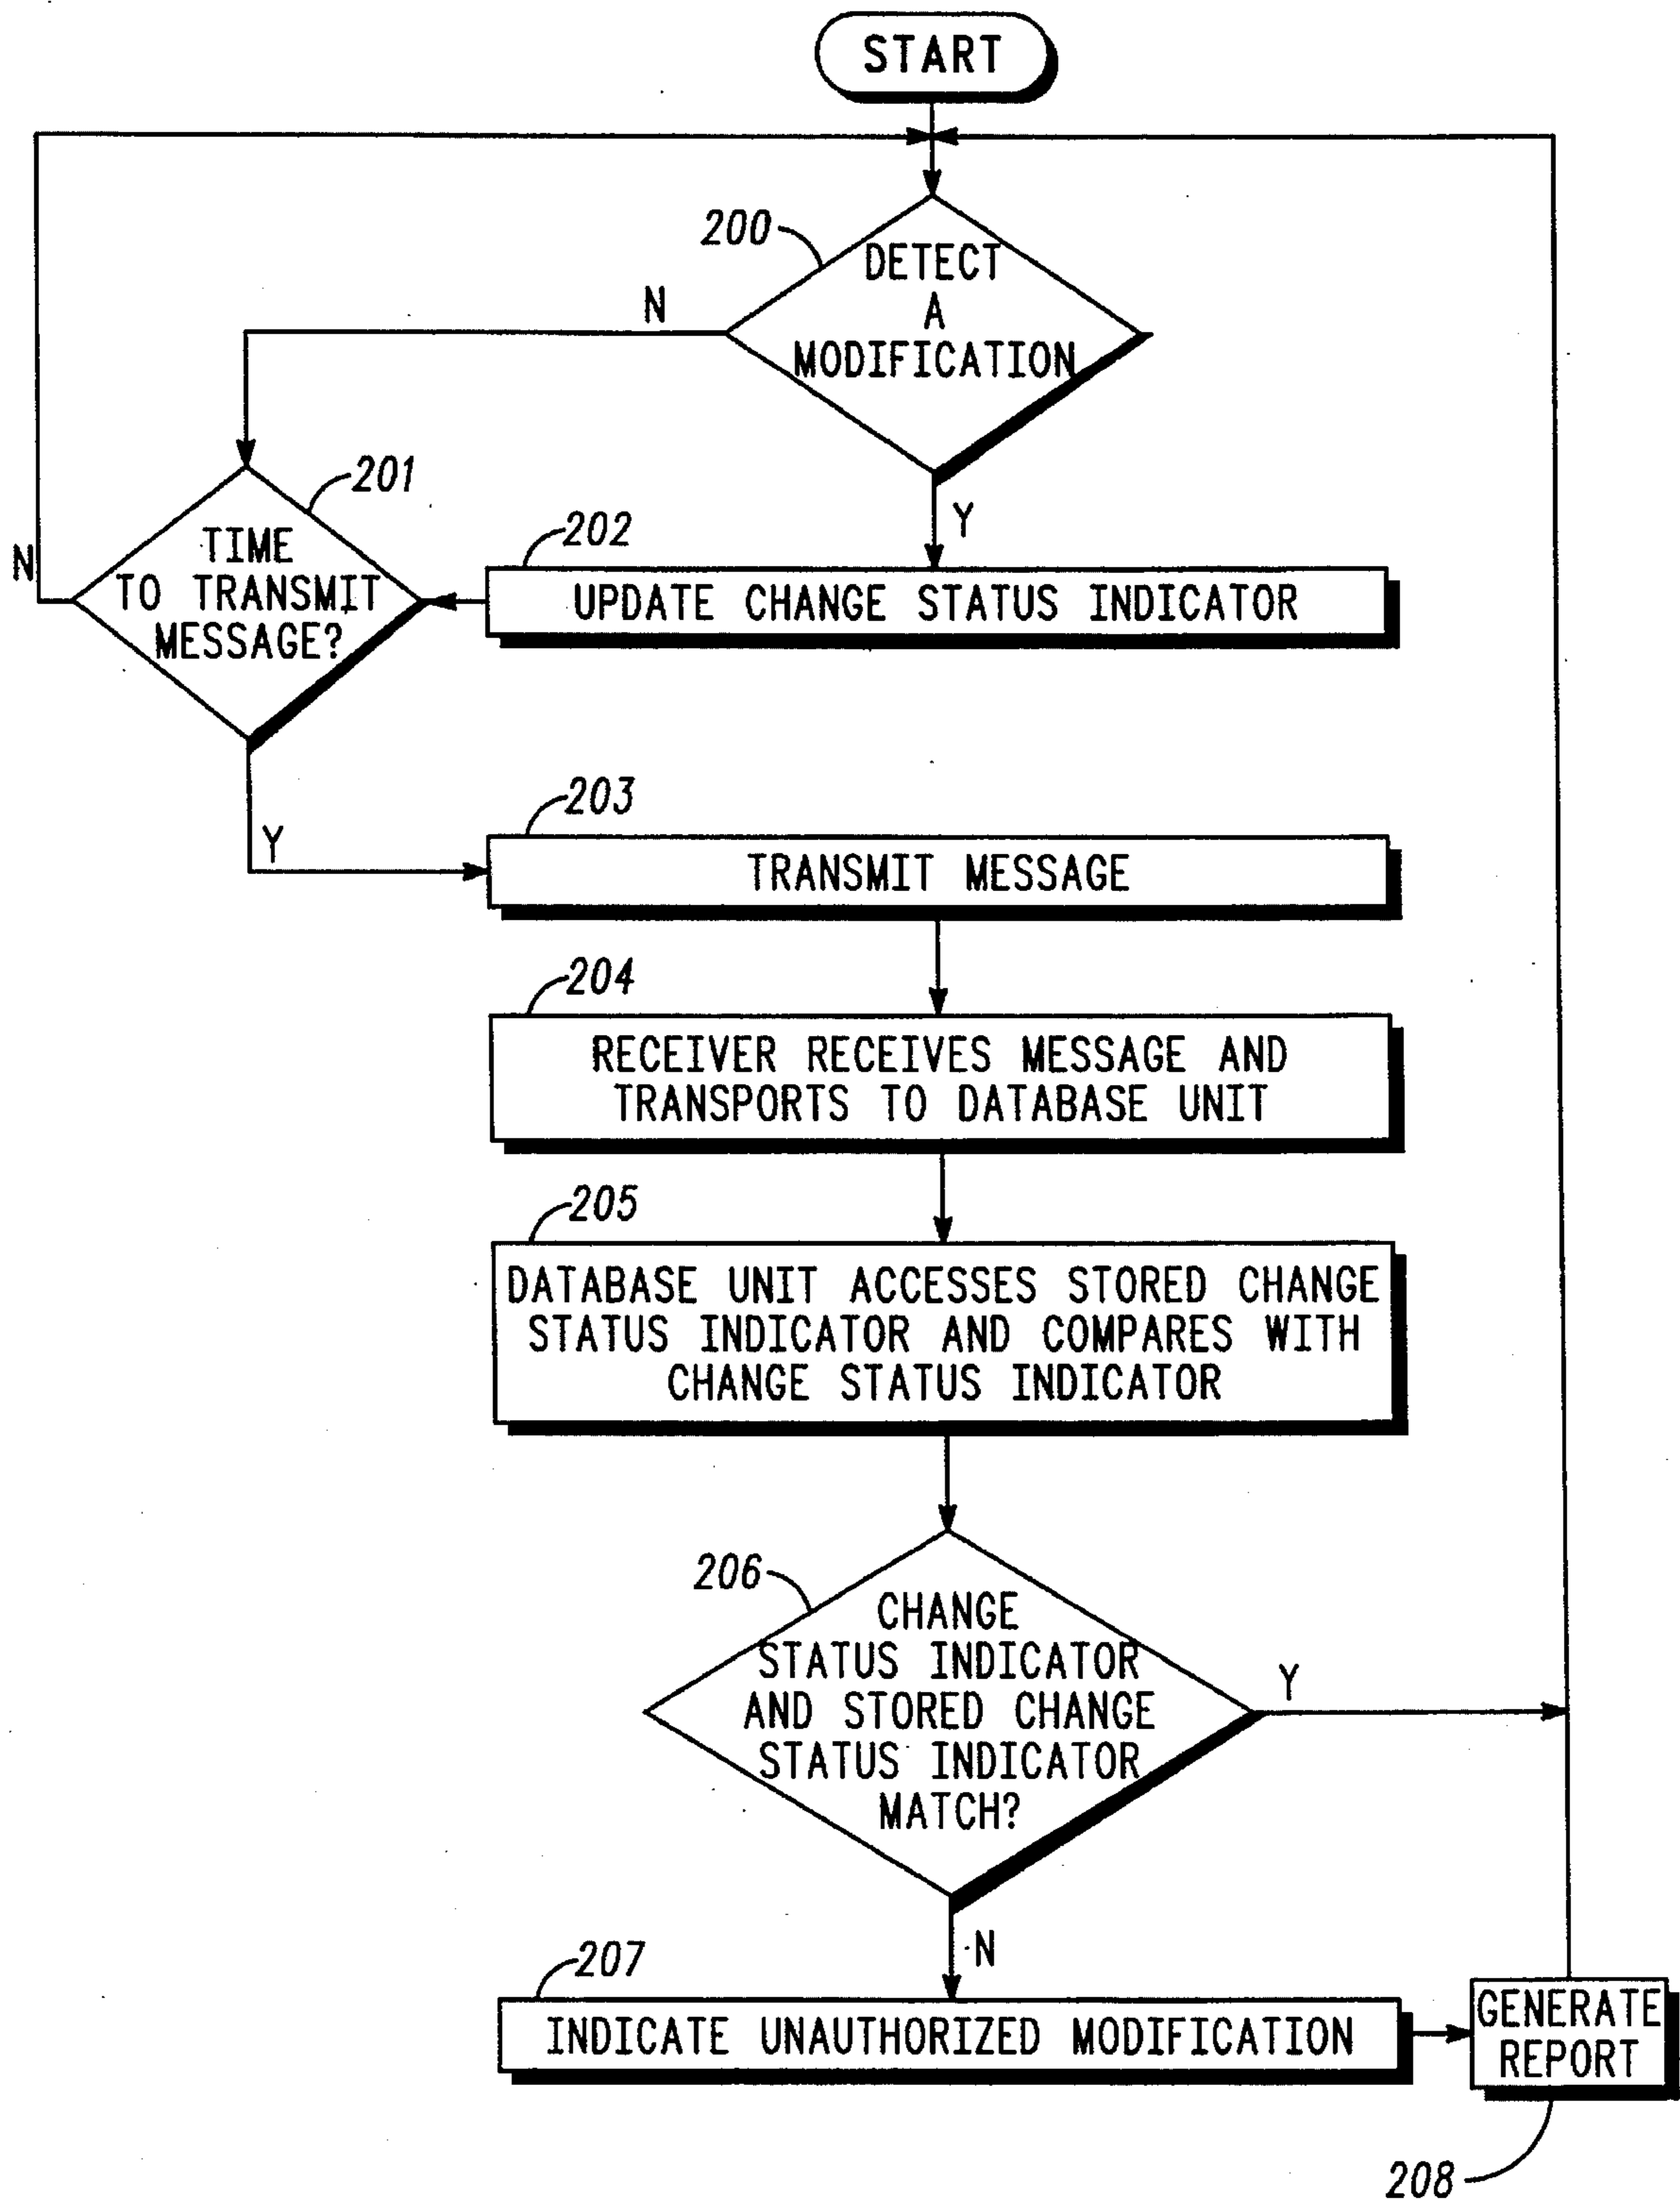 START
200
DETECT
A
MODIFICATION
N
201
TIME
TO TRANSMIT
MESSAGE?
N
Y
202
UPDATE CHANGE STATUS INDICATOR
Y
203
TRANSMIT MESSAGE
204
RECEIVER RECEIVES MESSAGE AND
TRANSPORTS TO DATABASE UNIT
205
DATABASE UNIT ACCESSES STORED CHANGE
STATUS INDICATOR AND COMPARES WITH
CHANGE STATUS INDICATOR
206
CHANGE
STATUS INDICATOR
AND STORED CHANGE
STATUS INDICATOR
MATCH?
Y
N
207
INDICATE UNAUTHORIZED MODIFICATION
GENERATE
REPORT
208